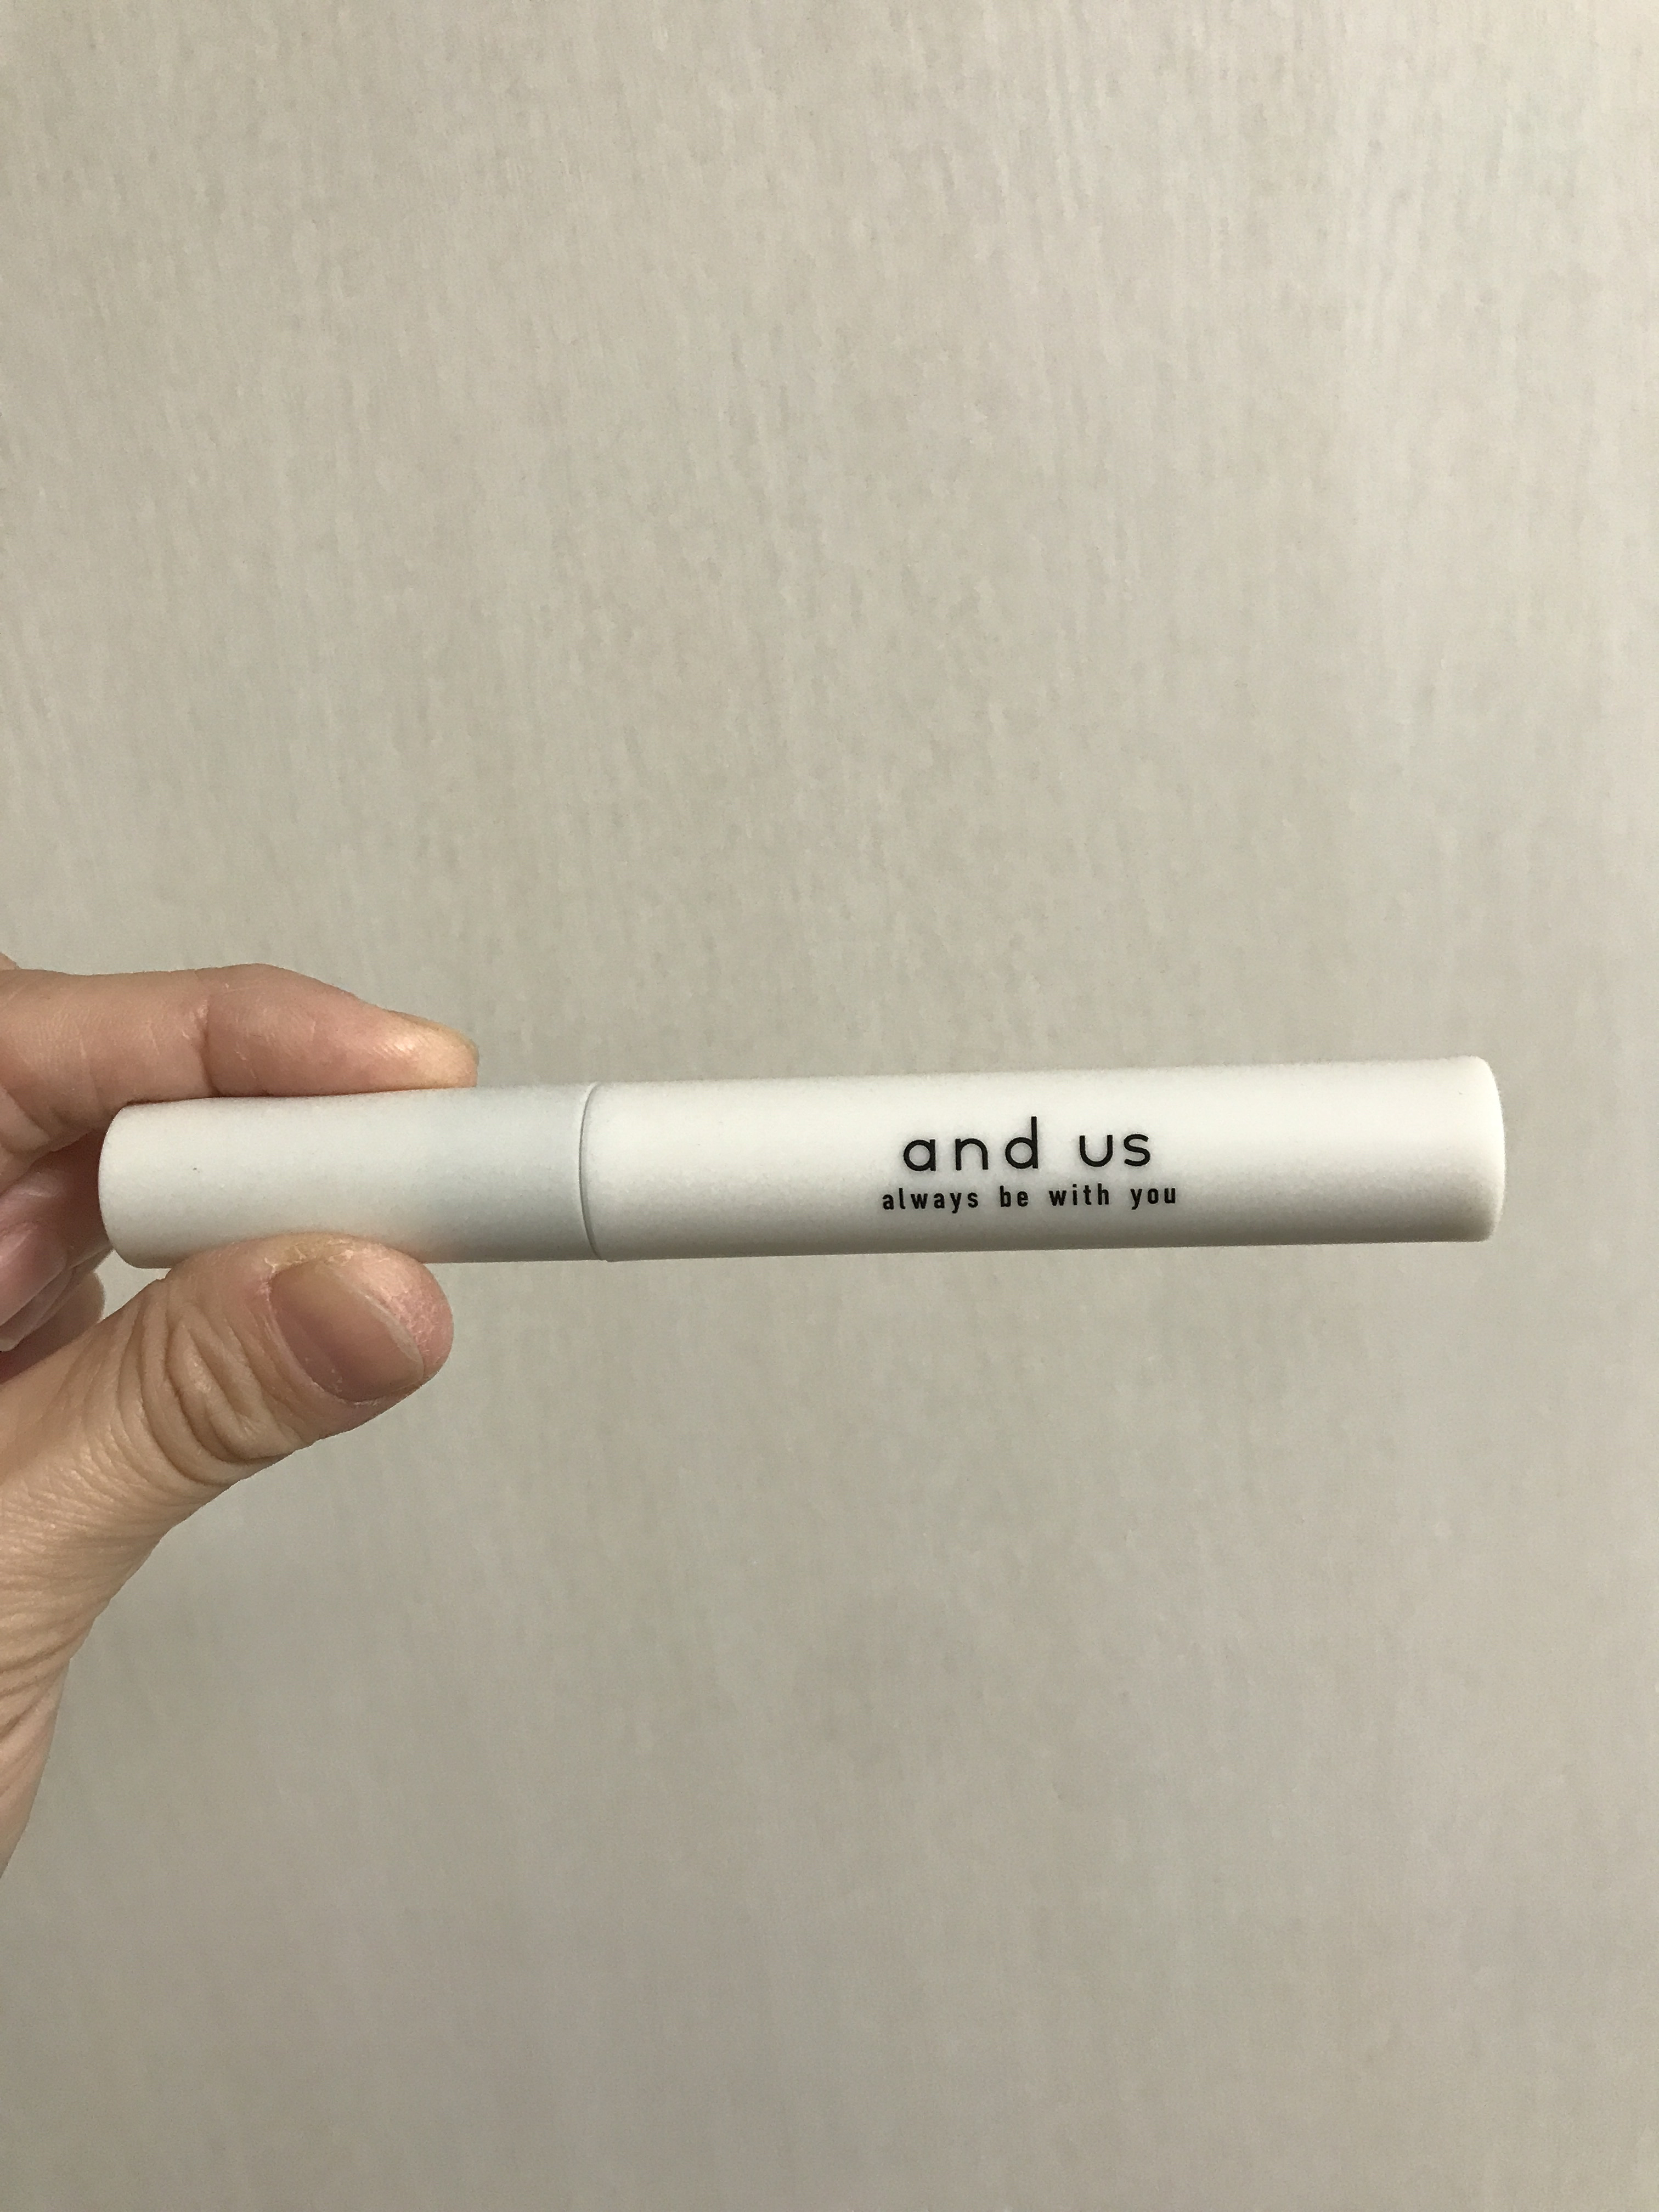 and us
always be with you